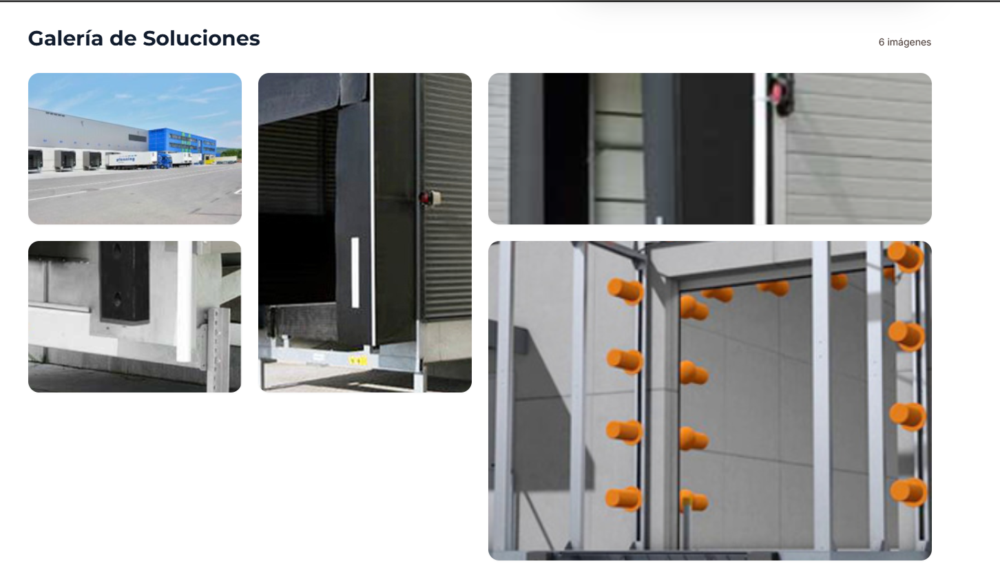 Galería de Soluciones
6 imágenes